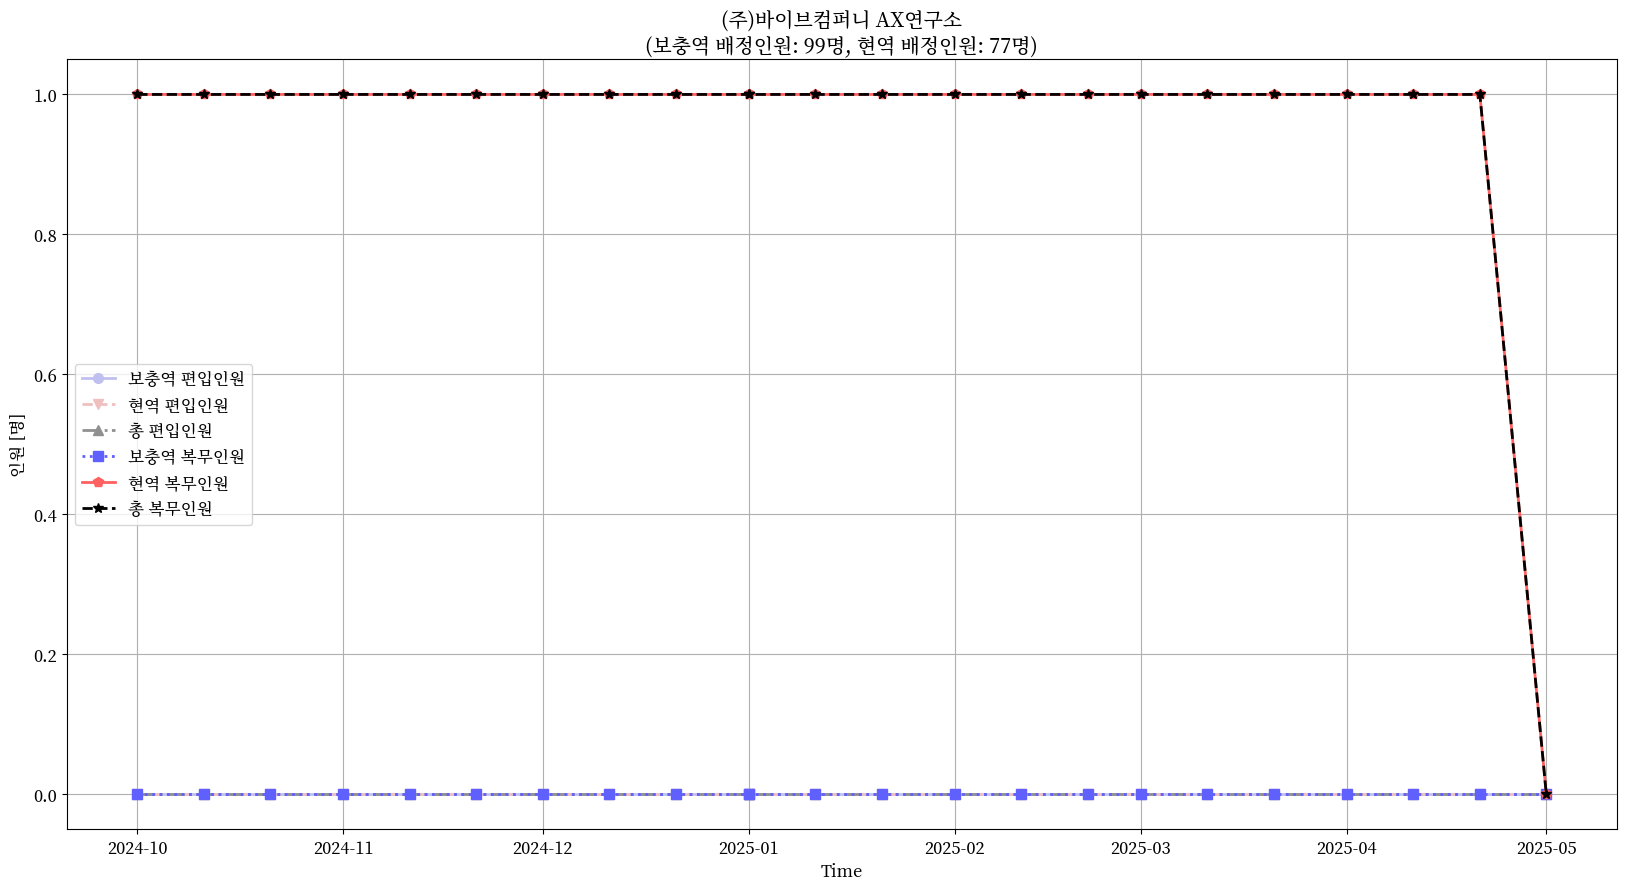 (주)바이브컴퍼니 AX연구소
(보충역 배정인원: 99명, 현역 배정인원: 77명)
1.0
0.8
0.6
0.4
0.2
0.0
인원 [명]
보충역 편입인원
현역 편입인원
총 편입인원
보충역 복무인원
현역 복무인원
총 복무인원
2024-10 2024-11 2024-12 2025-01 2025-02 2025-03 2025-04 2025-05
Time